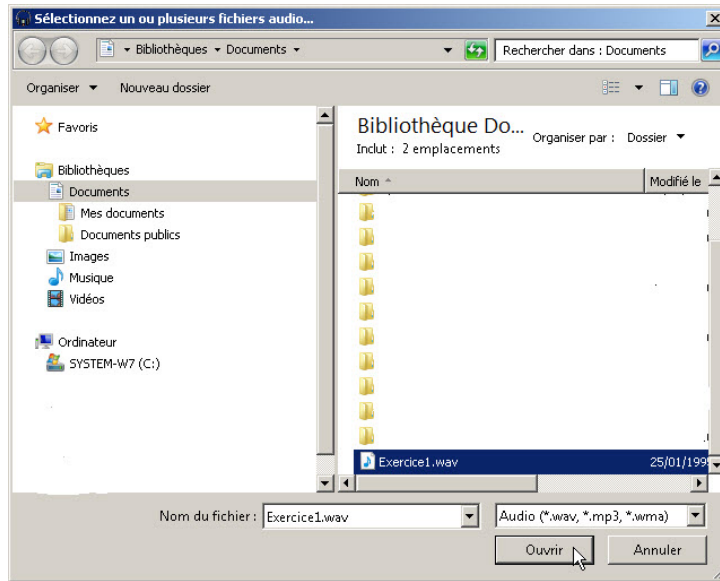 Sélectionnez un ou plusieurs fichiers audio...
Bibliothèques Documents
Rechercher dans : Documents
Organiser Nouveau dossier
Favoris
Bibliothèques
Documents
Mes documents
Documents publics
Images
Musique
Vidéos
Ordinateur
SYSTEM-W7 (C:)
Bibliothèque Do...
Inclut : 2 emplacements
Organiser par : Dossier
Nom Modifié le
Exercice1.wav 25/01/199
Nom du fichier : Exercice1.wav
Audio (*.wav, *.mp3, *.wma)
Ouvrir Annuler